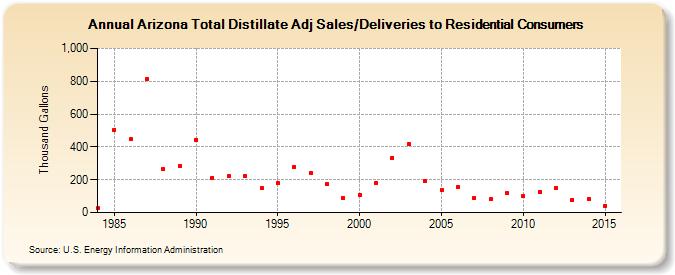 Annual Arizona Total Distillate Adj Sales/Deliveries to Residential Consumers
Thousand Gallons
1,000
800
600
400
200
0
1985 1990 1995 2000 2005 2010 2015
Source: U.S. Energy Information Administration